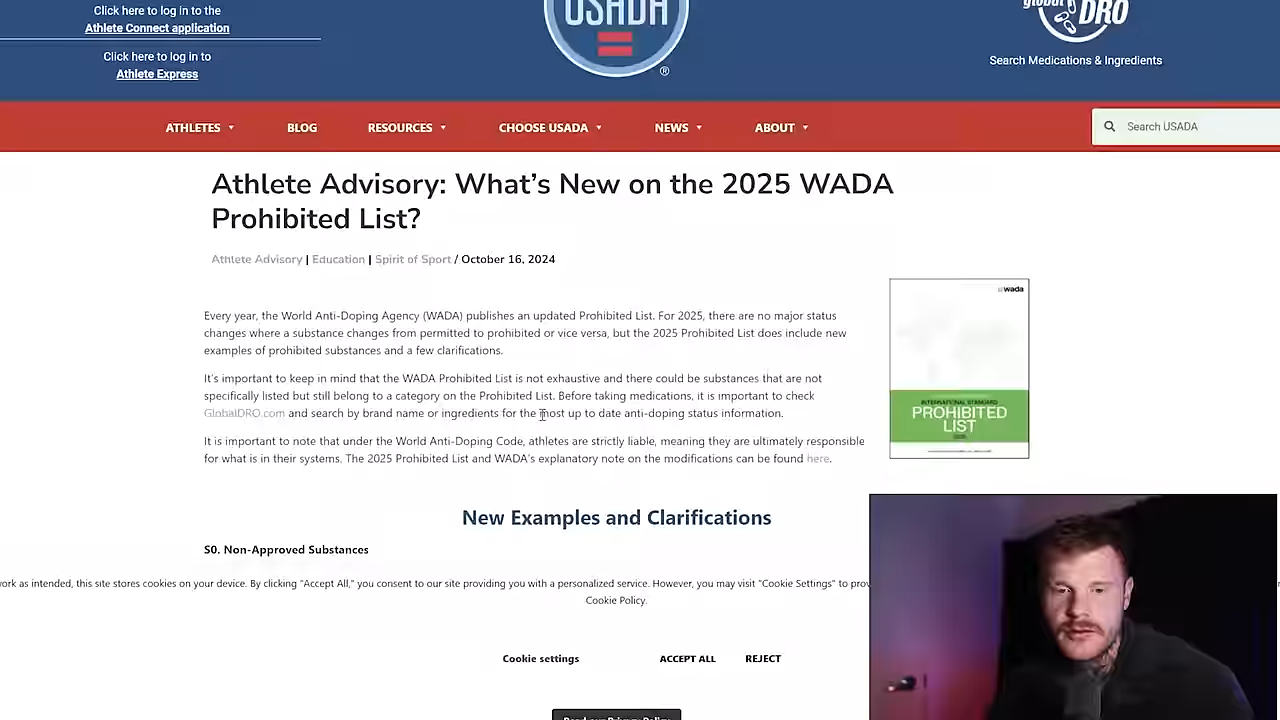 Click here to log in to the
Athlete Connect application
Click here to log in to
Athlete Express
USADA
®
global
DRO
Search Medications & Ingredients
ATHLETES
BLOG
RESOURCES
CHOOSE USADA
NEWS
ABOUT
Search USADA
Athlete Advisory: What's New on the 2025 WADA
Prohibited List?
Athlete Advisory | Education | Spirit of Sport / October 16, 2024
Every year, the World Anti-Doping Agency (WADA) publishes an updated Prohibited List. For 2025, there are no major status
changes where a substance changes from permitted to prohibited or vice versa, but the 2025 Prohibited List does include new
examples of prohibited substances and a few clarifications.
It's important to keep in mind that the WADA Prohibited List is not exhaustive and there could be substances that are not
specifically listed but still belong to a category on the Prohibited List. Before taking medications, it is important to check
GlobalDRO.com and search by brand name or ingredients for the most up to date anti-doping status information.
It is important to note that under the World Anti-Doping Code, athletes are strictly liable, meaning they are ultimately responsible
for what is in their systems. The 2025 Prohibited List and WADA's explanatory note on the modifications can be found here.
wada
INTERNATIONAL STANDARD
PROHIBITED
LIST
New Examples and Clarifications
S0. Non-Approved Substances
work as intended, this site stores cookies on your device. By clicking "Accept All," you consent to our site providing you with a personalized service. However, you may visit "Cookie Settings" to prov
Cookie Policy.
Cookie settings
ACCEPT ALL
REJECT
Read our Privacy Policy